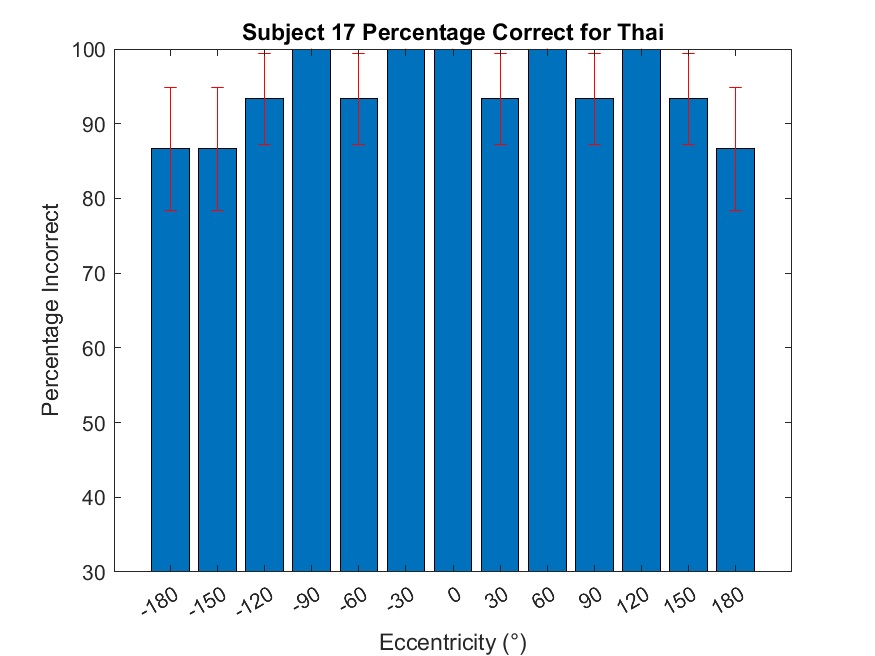 Subject 17 Percentage Correct for Thai
100
90
80
70
60
50
40
30
Percentage Incorrect
-180 -150 -120 -90 -60 -30 0 30 60 90 120 150 180
Eccentricity (°)